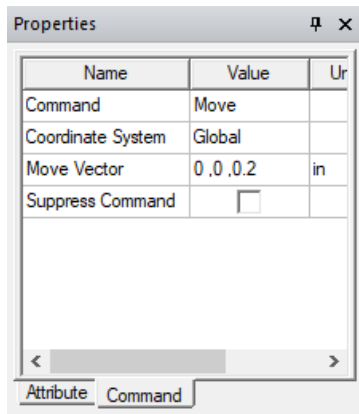 Properties
Name Value Un
Command Move
Coordinate System Global
Move Vector 0 ,0 ,0.2 in
Suppress Command
Attribute Command